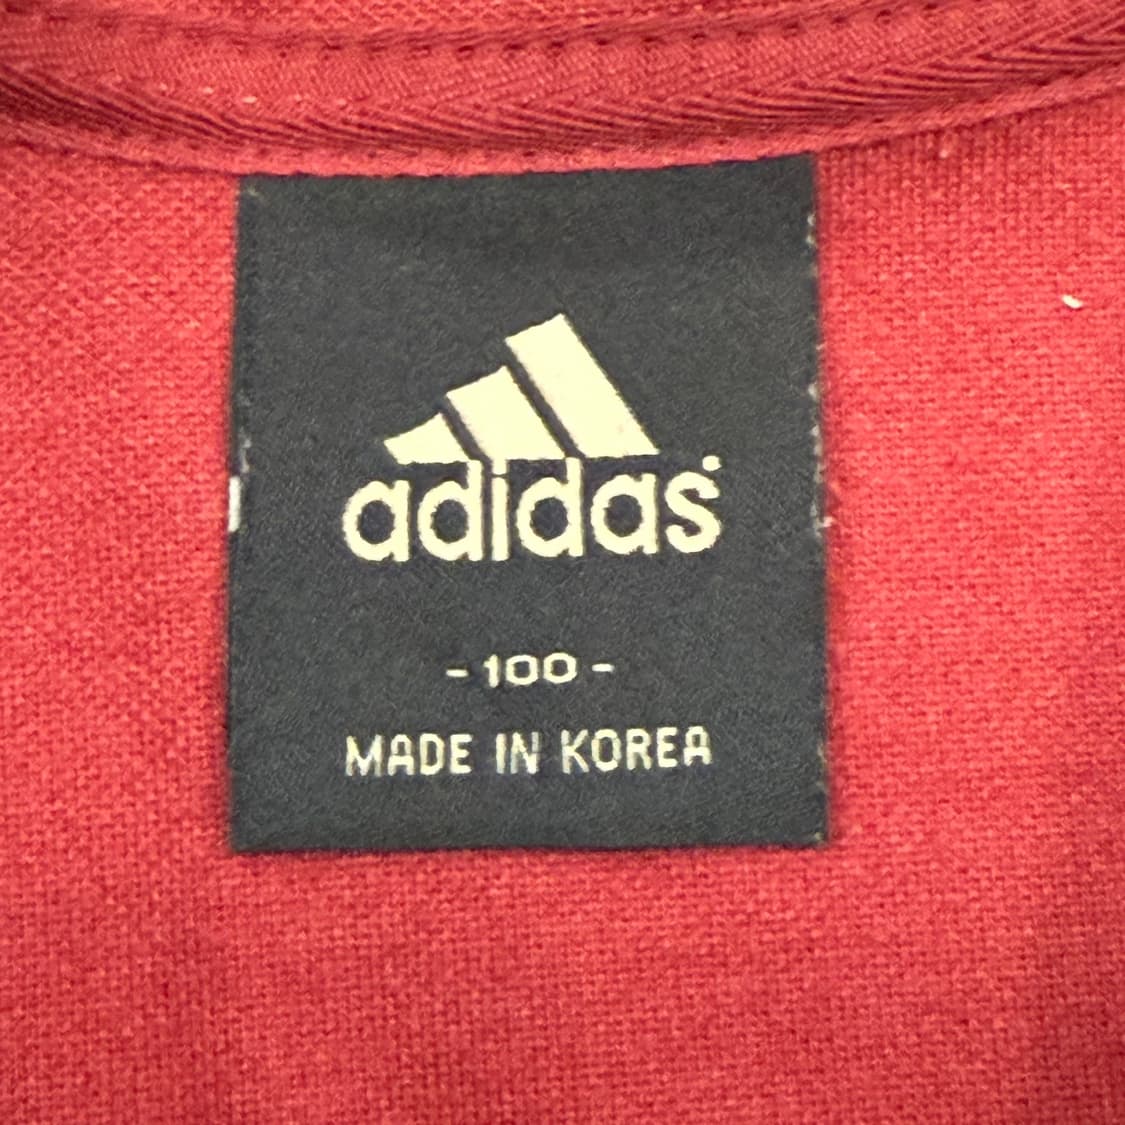 adidas
- 100 -
MADE IN KOREA